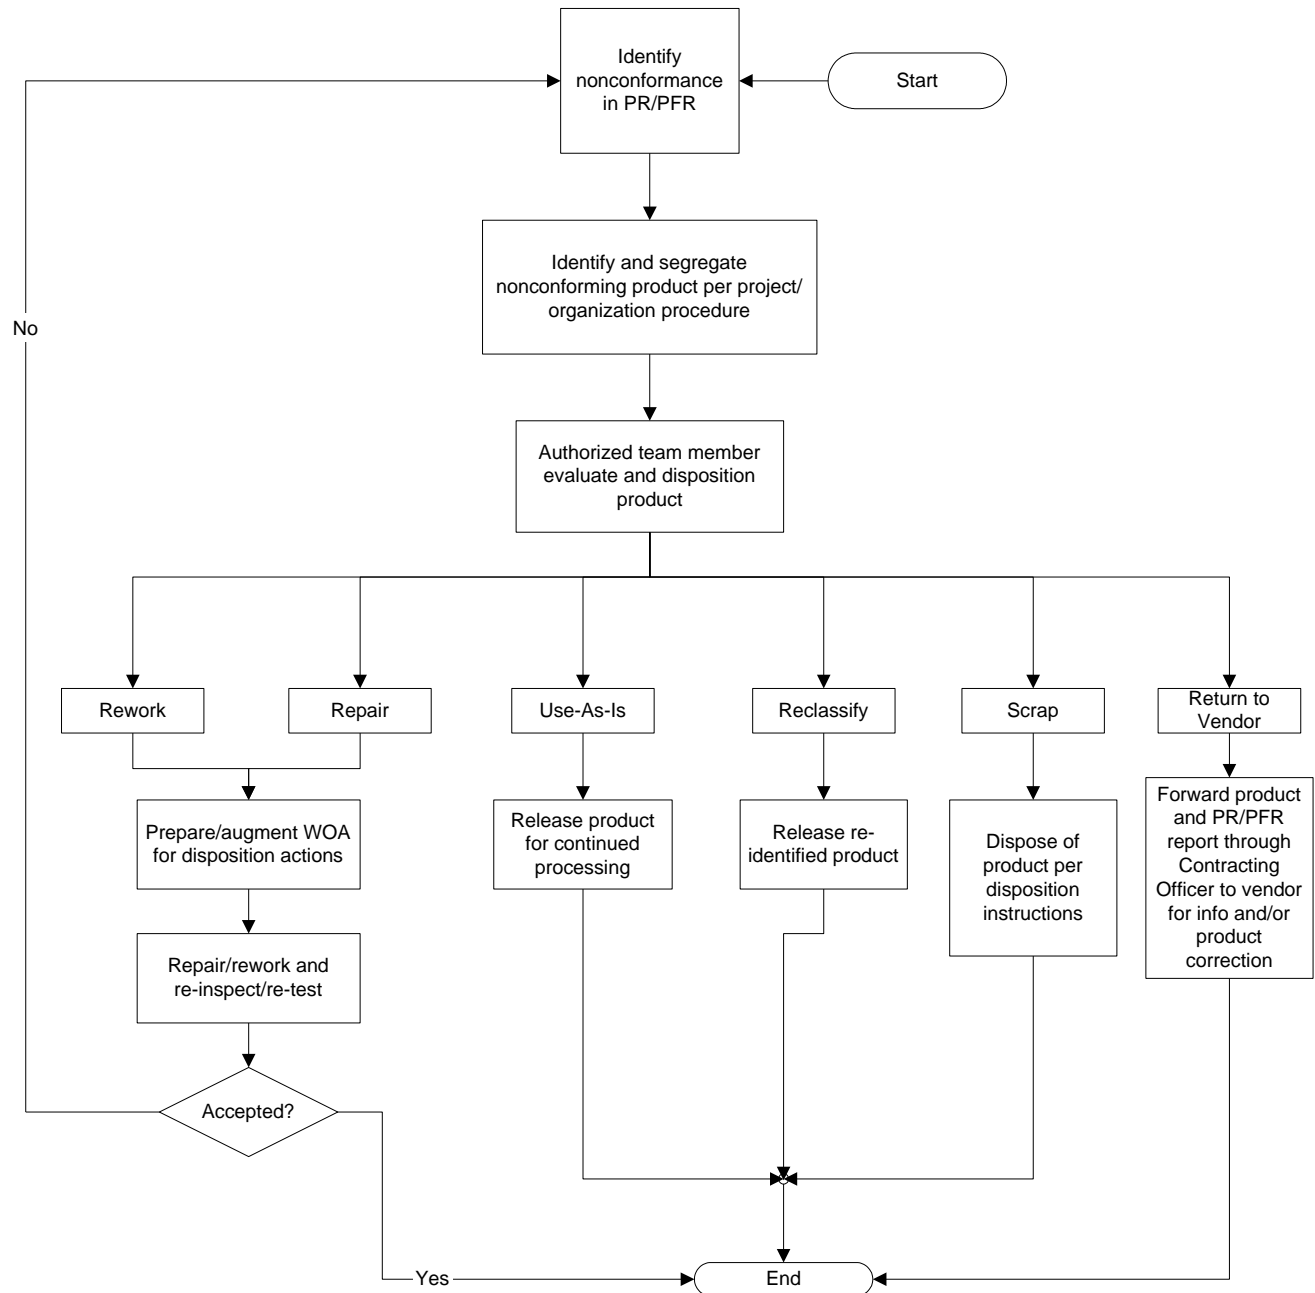 Identify
nonconformance
in PR/PFR
Start
Identify and segregate
nonconforming product per project/
organization procedure
No
Authorized team member
evaluate and disposition
product
Rework
Repair
Use-As-Is
Reclassify
Scrap
Return to
Vendor
Prepare/augment WOA
for disposition actions
Release product
for continued
processing
Release re-
identified product
Dispose of
product per
disposition
instructions
Forward product
and PR/PFR
report through
Contracting
Officer to vendor
for info and/or
product
correction
Repair/rework and
re-inspect/re-test
Accepted?
Yes
End